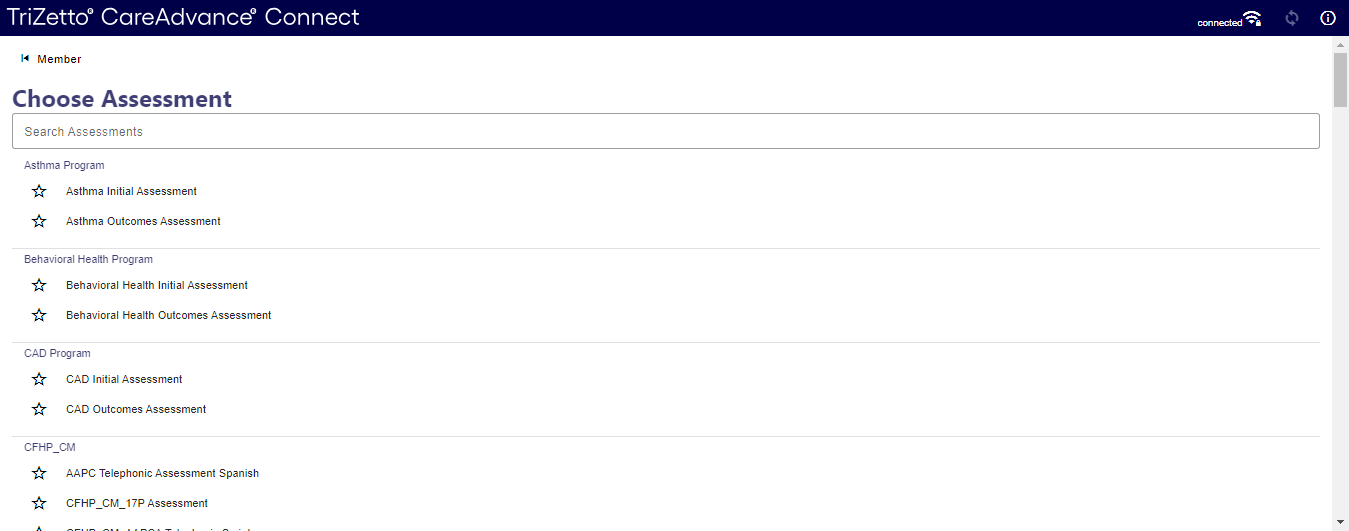 TriZetto® CareAdvance® Connect
connected
Member
Choose Assessment
Search Assessments
Asthma Program
Asthma Initial Assessment
Asthma Outcomes Assessment
Behavioral Health Program
Behavioral Health Initial Assessment
Behavioral Health Outcomes Assessment
CAD Program
CAD Initial Assessment
CAD Outcomes Assessment
CFHP_CM
AAPC Telephonic Assessment Spanish
CFHP_CM_17P Assessment